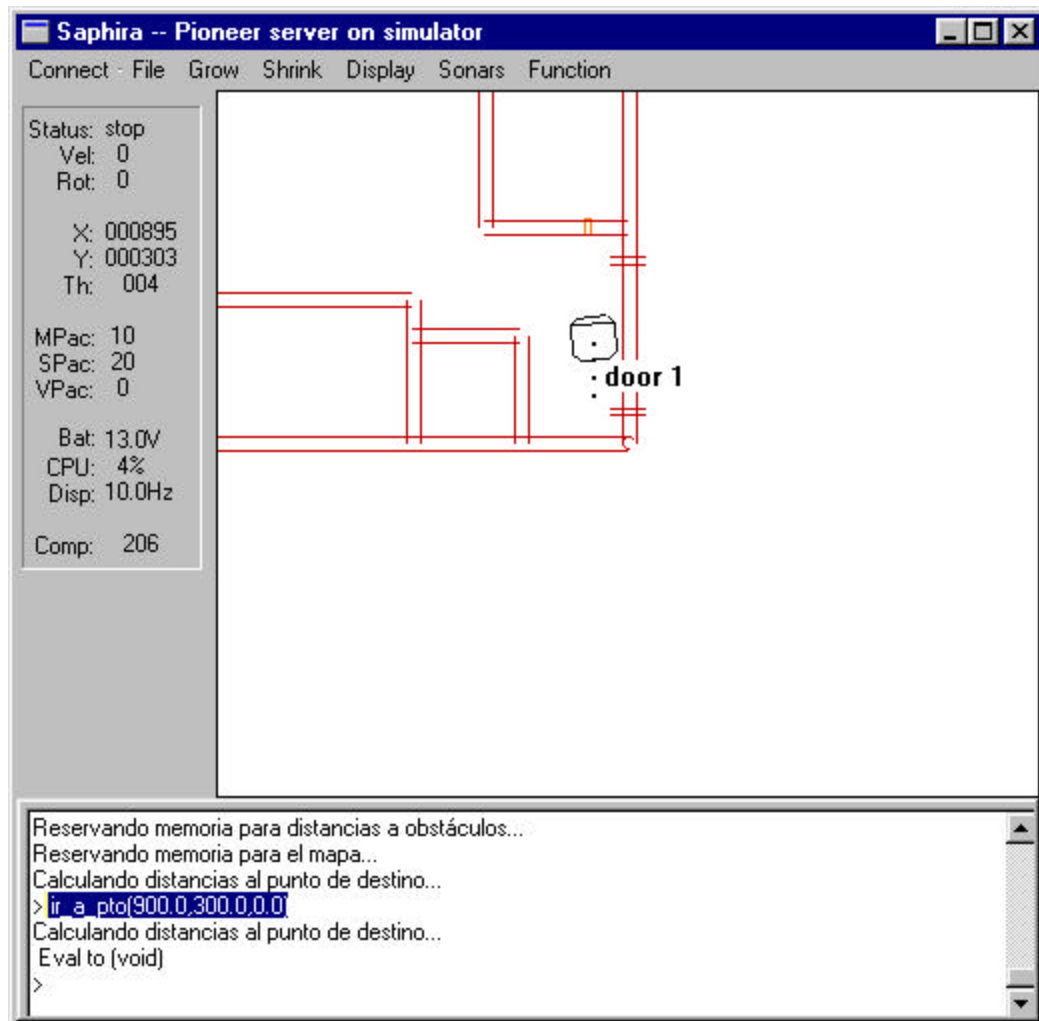 Saphira -- Pioneer server on simulator
Connect File Grow Shrink Display Sonars Function
Status: stop
Vel: 0
Rot: 0
X: 000895
Y: 000303
Th: 004
MPac: 10
SPac: 20
VPac: 0
Bat: 13.0V
CPU: 4%
Disp: 10.0Hz
Comp: 206
door 1
Reservando memoria para distancias a obstáculos...
Reservando memoria para el mapa...
Calculando distancias al punto de destino...
> ir_a_pto(900.0,300.0,0.0)
Calculando distancias al punto de destino...
Eval to (void)
>